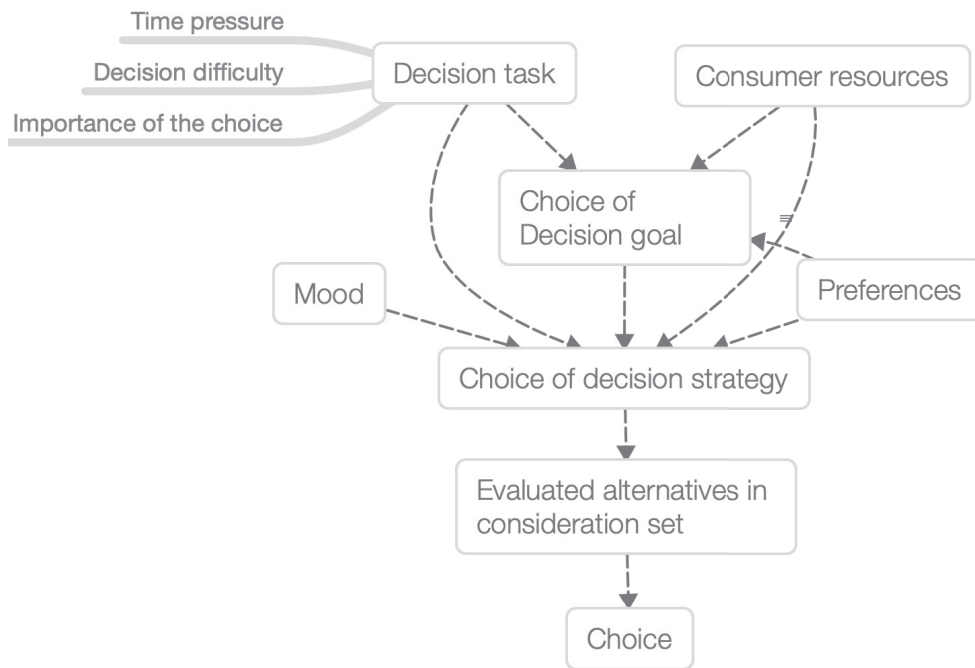 Time pressure
Decision difficulty
Importance of the choice
Decision task
Consumer resources
Choice of
Decision goal
Mood
Preferences
Choice of decision strategy
Evaluated alternatives in
consideration set
Choice